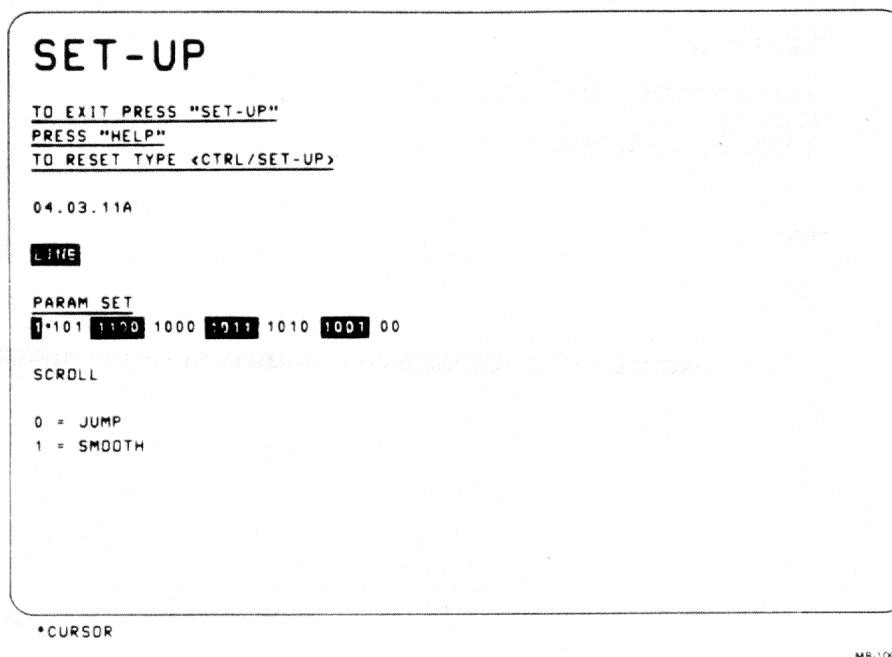 SET-UP
TO EXIT PRESS "SET-UP"
PRESS "HELP"
TO RESET TYPE <CTRL/SET-UP>
04.03.11A
LINE
PARAM SET
1*101 1100 1000 1011 1010 1001 00
SCROLL
0 = JUMP
1 = SMOOTH
*CURSOR